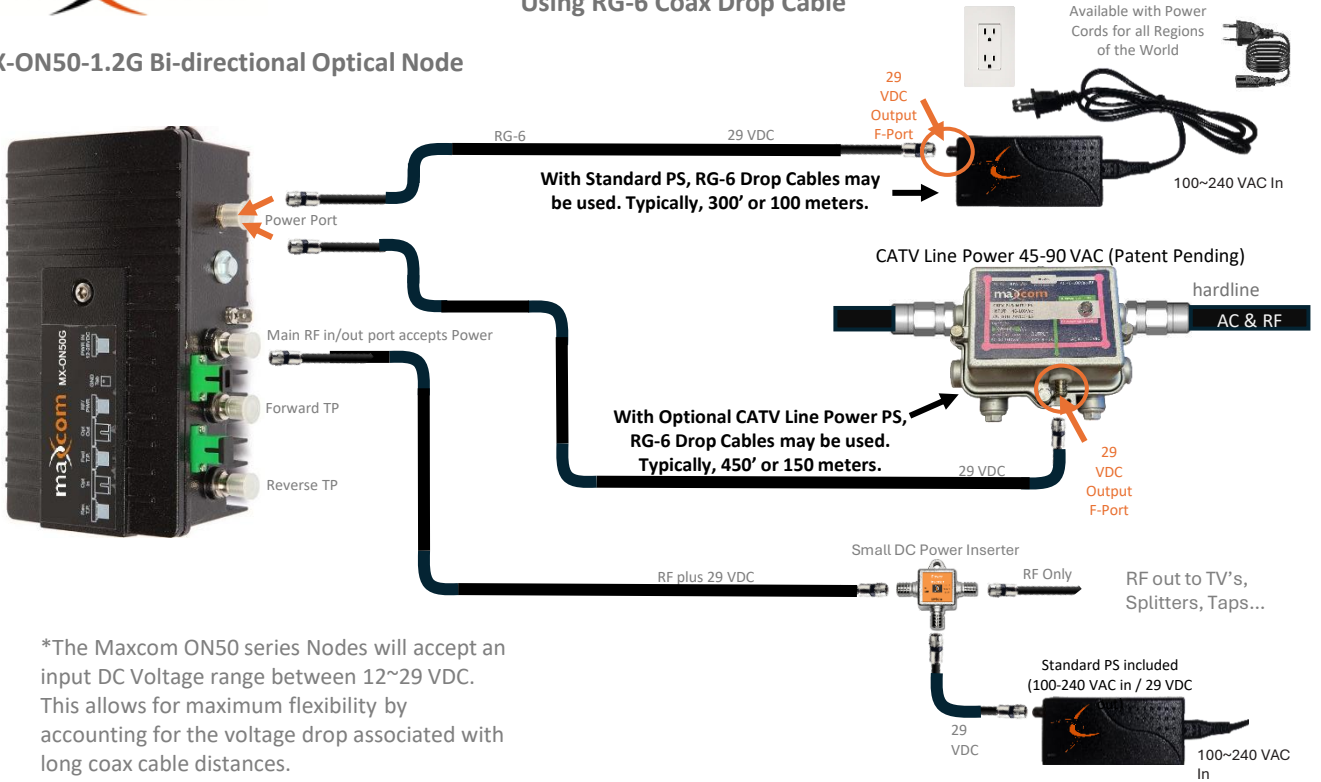 Using RG-6 Coax Drop Cable
X-ON50-1.2G Bi-directional Optical Node
Available with Power
Cords for all Regions
of the World
29
VDC
Output
F-Port
RG-6
29 VDC
With Standard PS, RG-6 Drop Cables may
be used. Typically, 300’ or 100 meters.
100~240 VAC In
Power Port
CATV Line Power 45-90 VAC (Patent Pending)
hardline
AC & RF
maxcom
Main RF in/out port accepts Power
Forward TP
Reverse TP
maxcom MX-ON50G
With Optional CATV Line Power PS,
RG-6 Drop Cables may be used.
Typically, 450’ or 150 meters.
29 VDC
29
VDC
Output
F-Port
Small DC Power Inserter
RF plus 29 VDC
RF Only
RF out to TV’s,
Splitters, Taps...
*The Maxcom ON50 series Nodes will accept an
input DC Voltage range between 12~29 VDC.
This allows for maximum flexibility by
accounting for the voltage drop associated with
long coax cable distances.
Standard PS included
(100-240 VAC in / 29 VDC
29
VDC
100~240 VAC
In